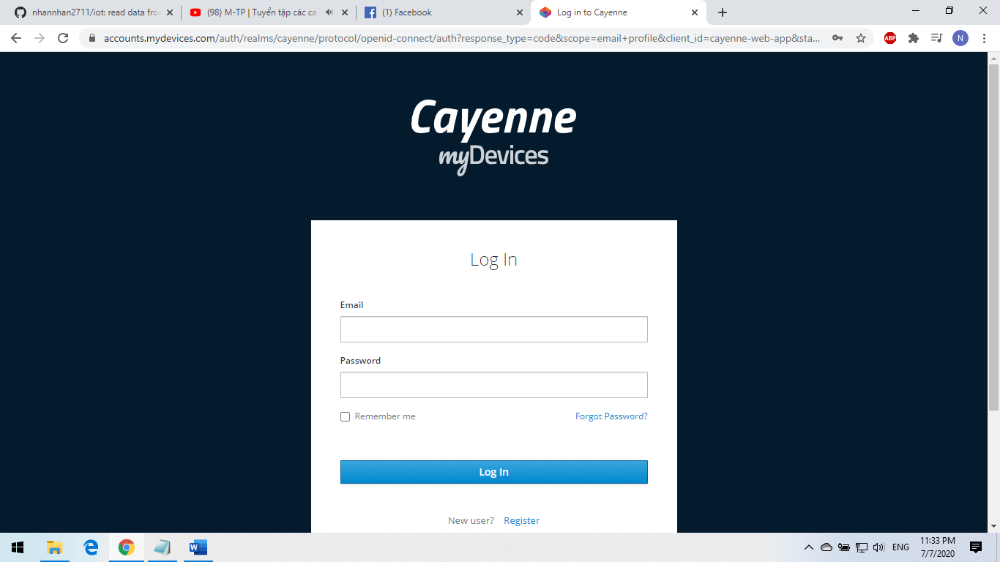 nhannhan2711/iot: read data fro
(98) M-TP | Tuyển tập các ca
(1) Facebook
Log in to Cayenne
accounts.mydevices.com/auth/realms/cayenne/protocol/openid-connect/auth?response_type=code&scope=email+profile&client_id=cayenne-web-app&sta...
ABP
N
Cayenne
myDevices
Log In
Email
Password
Remember me
Forgot Password?
Log In
New user? Register
ENG
11:33 PM
7/7/2020